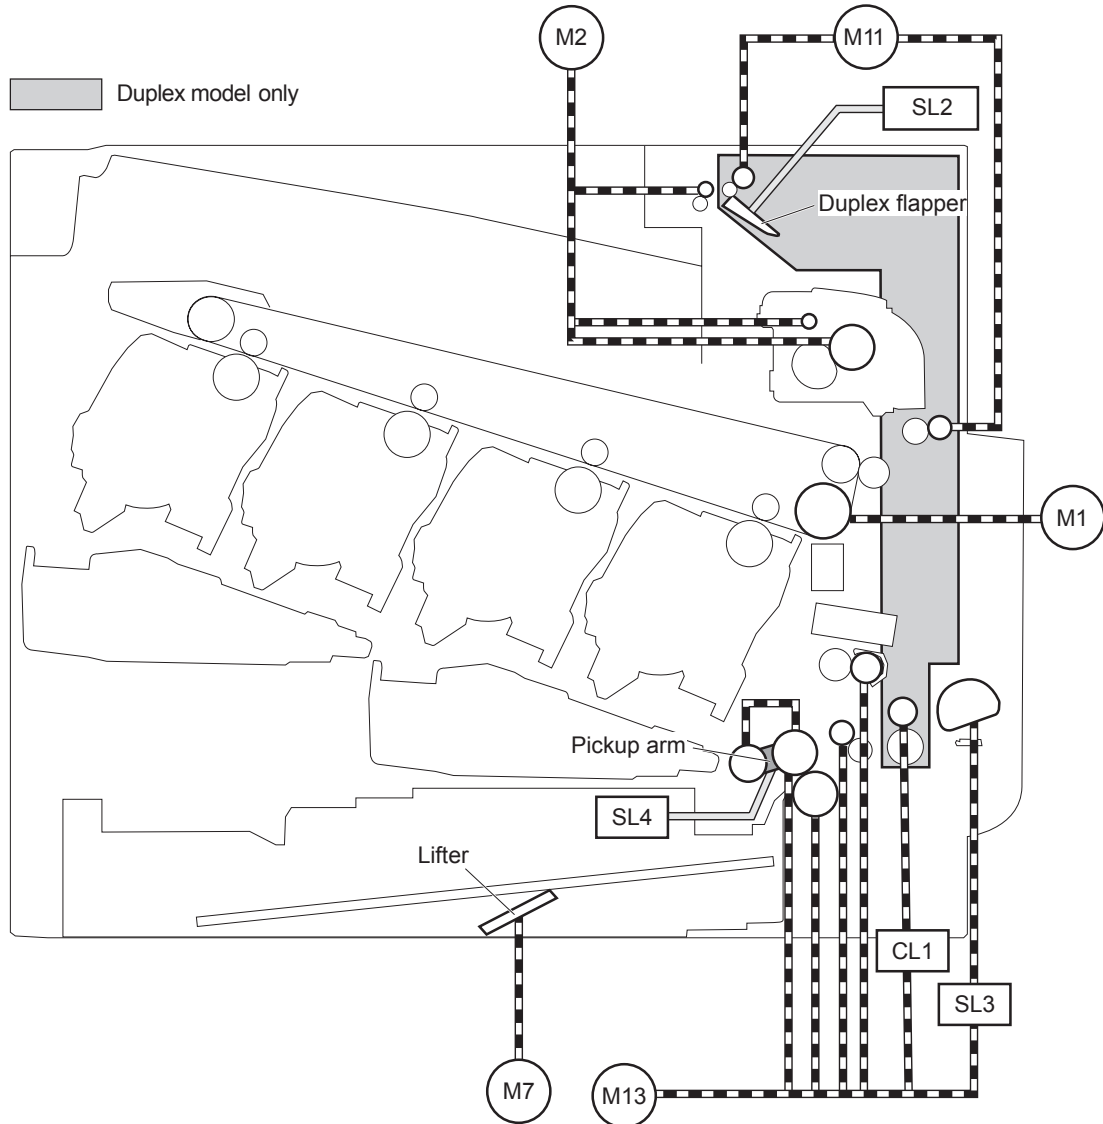 M2
M11
Duplex model only
SL2
Duplex flapper
M1
Pickup arm
SL4
Lifter
CL1
SL3
M7
M13